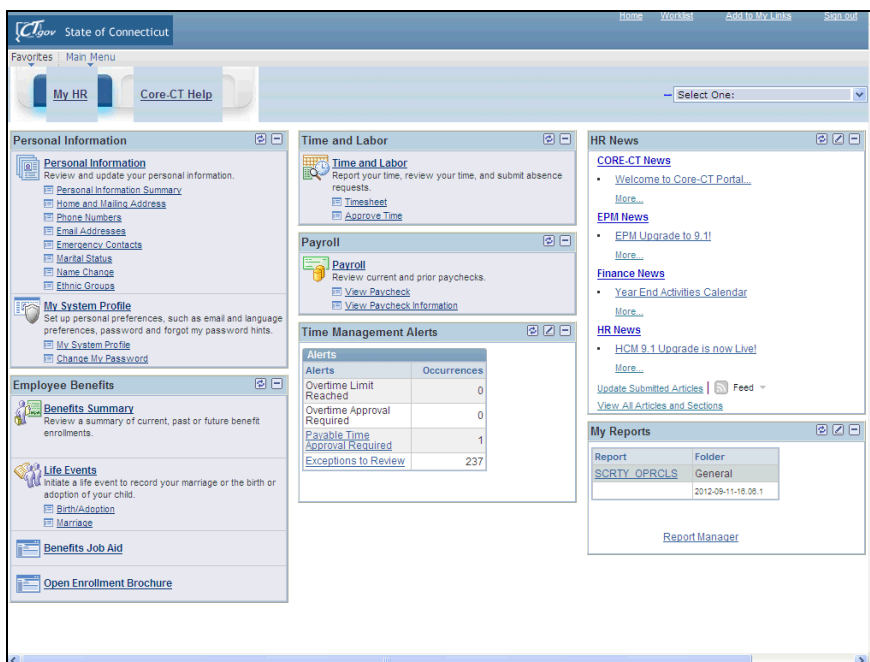 Home Worklist Add to My Links Sign out
CT.gov State of Connecticut
Favorites Main Menu
My HR Core-CT Help
Select One:
Personal Information
Personal Information
Review and update your personal information.
Personal Information Summary
Home and Mailing Address
Phone Numbers
Email Addresses
Emergency Contacts
Marital Status
Name Change
Ethnic Groups
My System Profile
Set up personal preferences, such as email and language
preferences, password and forgot my password hints.
My System Profile
Change My Password
Employee Benefits
Benefits Summary
Review a summary of current, past or future benefit
enrollments.
Life Events
Initiate a life event to record your marriage or the birth or
adoption of your child.
Birth/Adoption
Marriage
Benefits Job Aid
Open Enrollment Brochure
Time and Labor
Time and Labor
Report your time, review your time, and submit absence
requests.
Timesheet
Approve Time
Payroll
Payroll
Review current and prior paychecks.
View Paycheck
View Paycheck Information
Time Management Alerts
Alerts
Alerts Occurrences
Overtime Limit
Reached 0
Overtime Approval
Required 0
Payable Time
Approval Required 1
Exceptions to Review 237
HR News
CORE-CT News
• Welcome to Core-CT Portal...
More...
EPM News
• EPM Upgrade to 9.1!
More...
Finance News
• Year End Activities Calendar
More...
HR News
• HCM 9.1 Upgrade is now Live!
More...
Update Submitted Articles | Feed
View All Articles and Sections
My Reports
Report Folder
SCRTY_OPRCLS General
2012-09-11-16.06.1
Report Manager